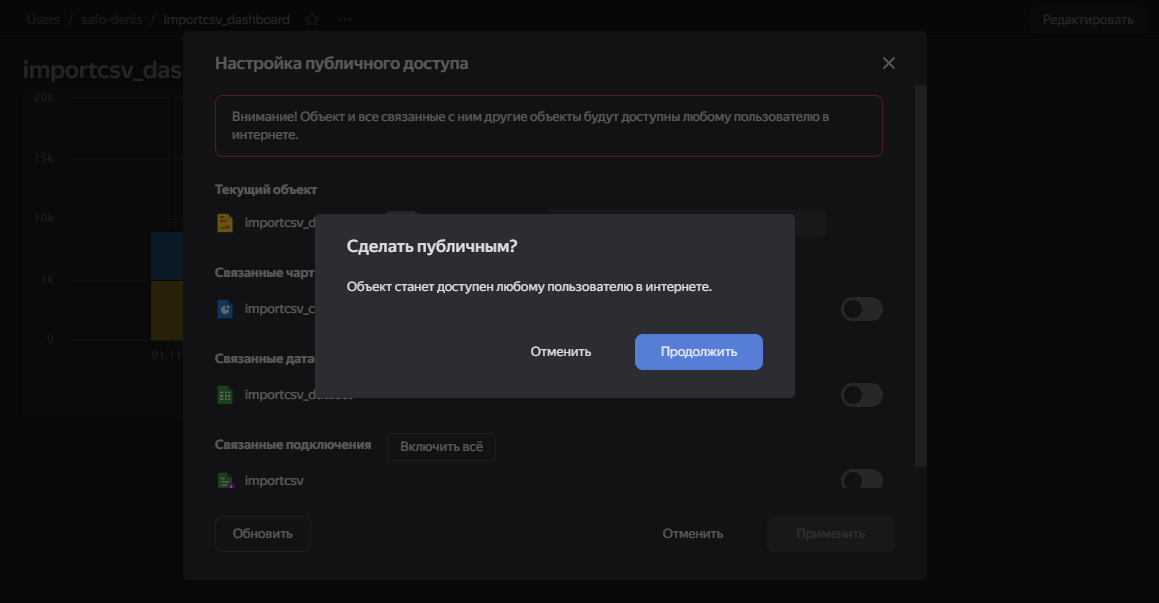 Users / safo-denis / importcsv_dashboard
Редактировать
importcsv_das
Настройка публичного доступа
Внимание! Объект и все связанные с ним другие объекты будут доступны любому пользователю в
интернете.
20k
15k
10k
5k
0
01.11
Текущий объект
importcsv_d
Сделать публичным?
Объект станет доступен любому пользователю в интернете.
Отменить
Продолжить
Связанные чарт
importcsv_c
Связанные дата
importcsv_dataset
Связанные подключения
Включить всё
importcsv
Обновить
Отменить
Применить